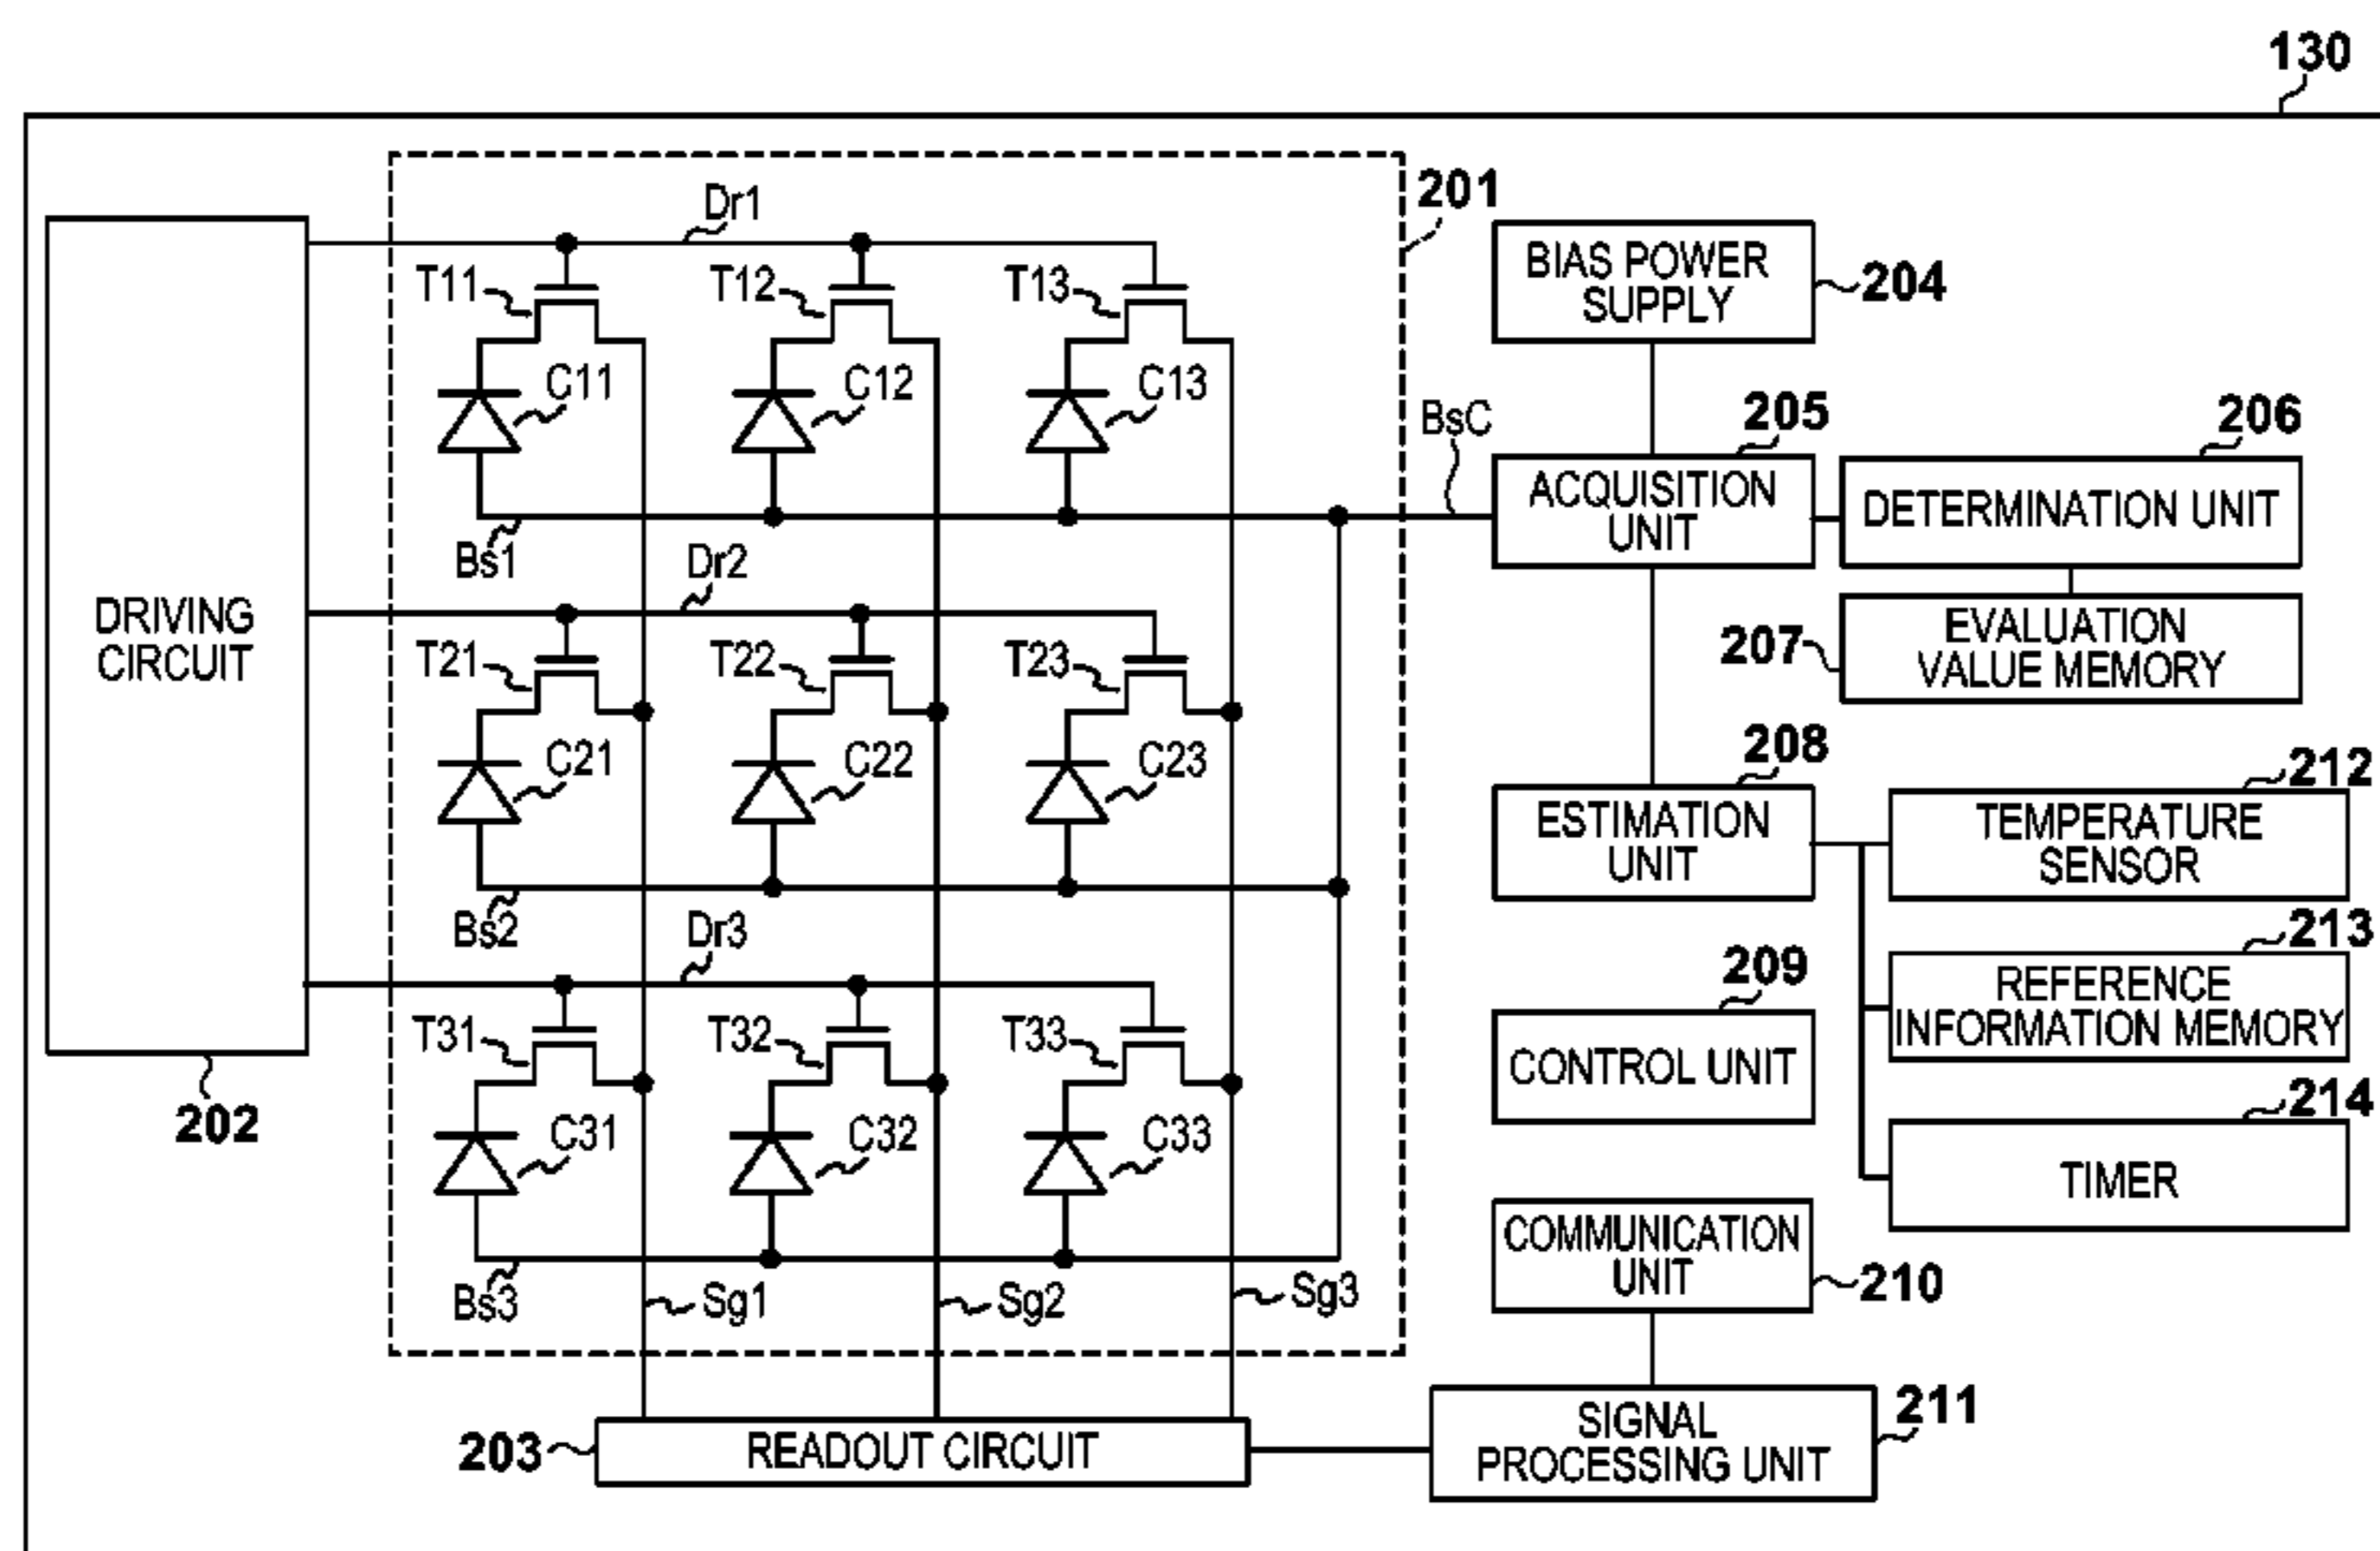 130
201
Dr1
T11
T12
T13
C11
C12
C13
Bs1
Dr2
T21
T22
T23
C21
C22
C23
Bs2
Dr3
T31
T32
T33
C31
C32
C33
Bs3
Sg1
Sg2
Sg3
DRIVING
CIRCUIT
202
203
READOUT CIRCUIT
BIAS POWER
SUPPLY
204
BsC
205
ACQUISITION
UNIT
206
DETERMINATION UNIT
207
EVALUATION
VALUE MEMORY
208
ESTIMATION
UNIT
212
TEMPERATURE
SENSOR
213
REFERENCE
INFORMATION MEMORY
209
CONTROL UNIT
214
TIMER
COMMUNICATION
UNIT
210
211
SIGNAL
PROCESSING UNIT